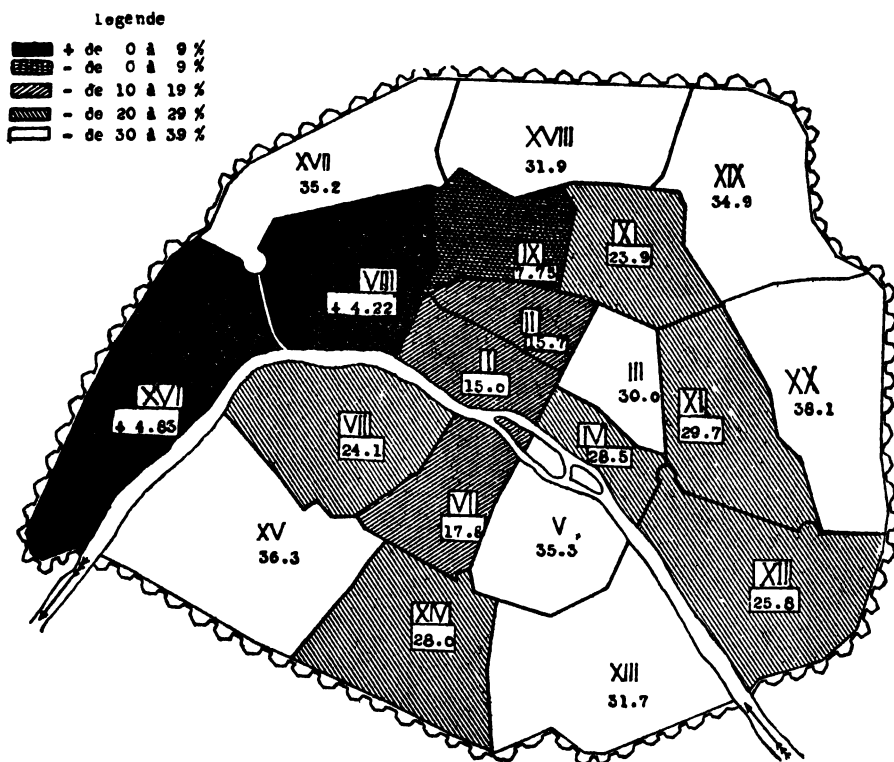 legende
+ de 0 à 9 %
- de 0 à 9 %
- de 10 à 19 %
- de 20 à 29 %
- de 30 à 39 %
XVII
35.2
XVIII
31.9
XIX
34.9
X
23.9
IX
7.75
VIII
+ 4.22
II
15.7
I
15.0
III
30.0
XI
29.7
XX
38.1
XVI
+ 4.83
VII
24.1
IV
28.5
VI
17.8
V
35.3
XV
36.3
XII
25.8
XIV
28.0
XIII
31.7